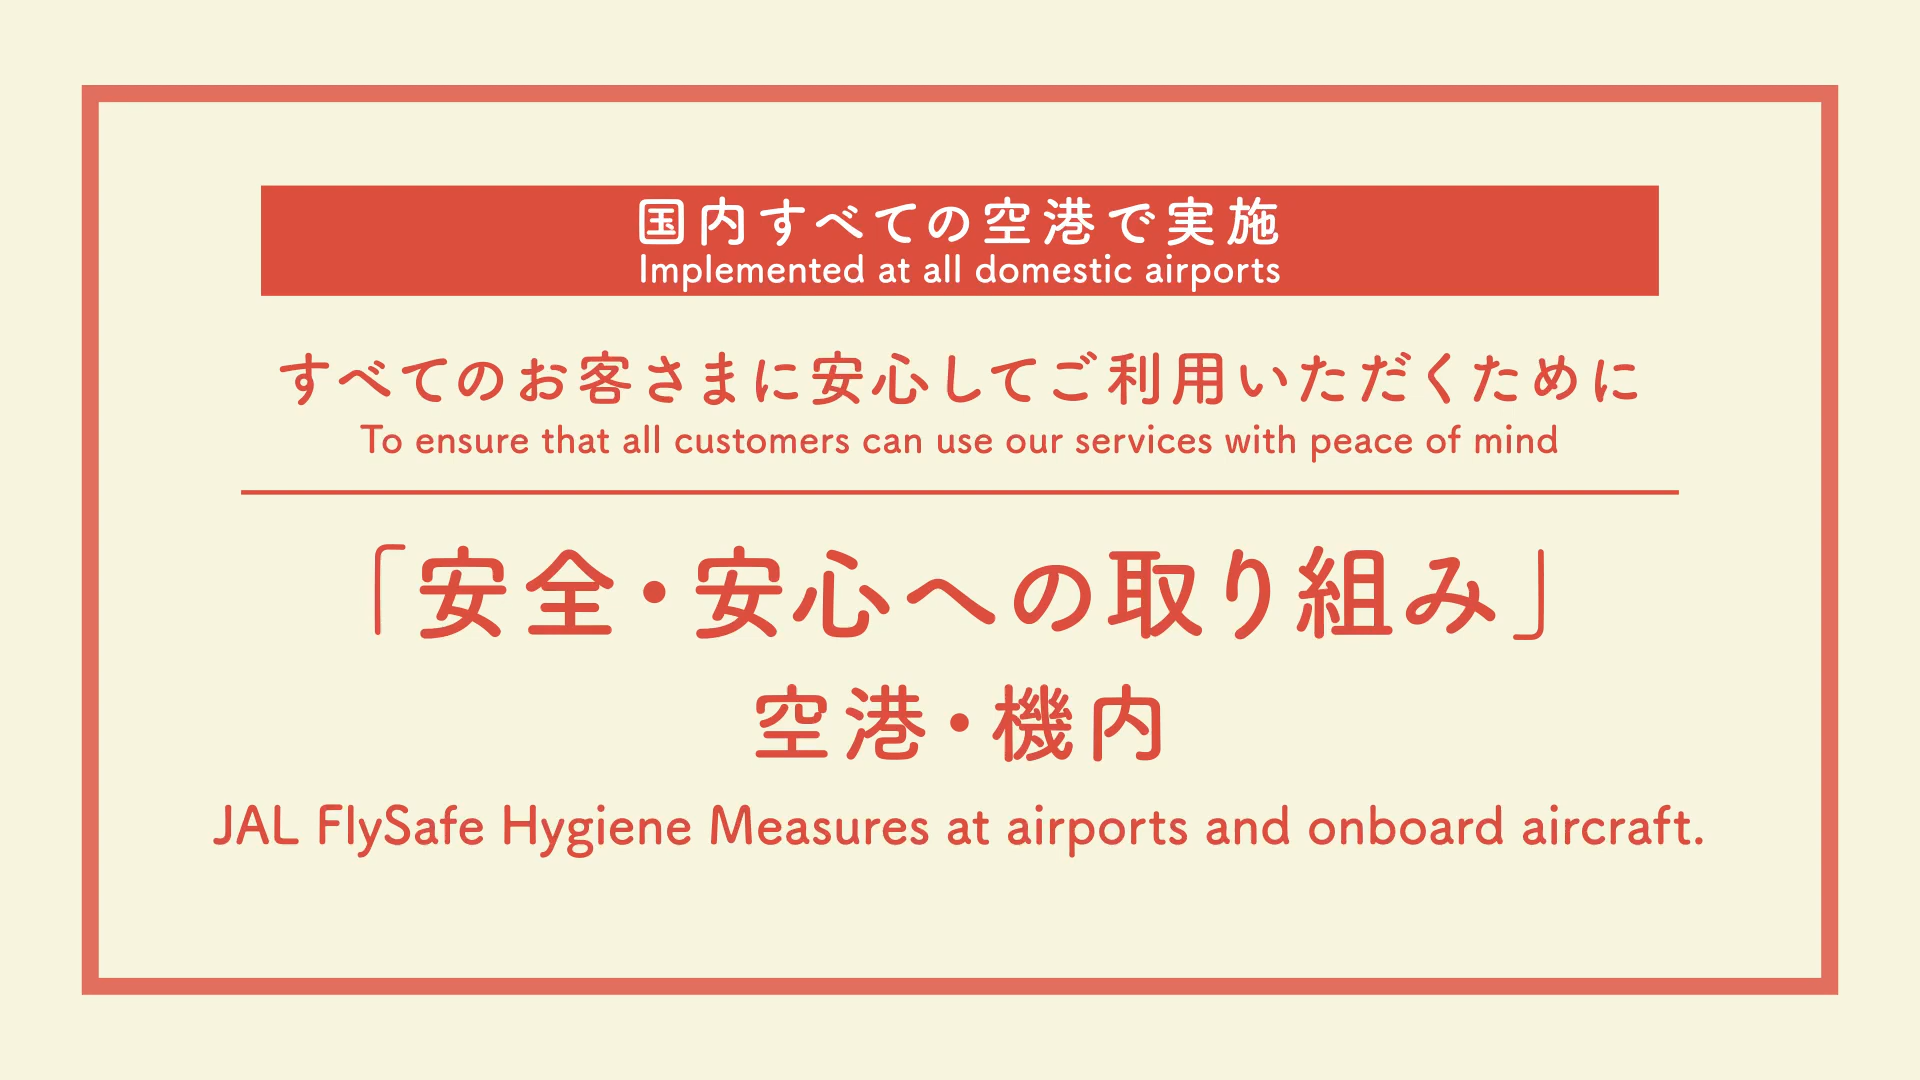 国内すべての空港で実施
Implemented at all domestic airports
すべてのお客さまに安心してご利用いただくために
To ensure that all customers can use our services with peace of mind
「安全・安心への取り組み」
空港・機内
JAL FlySafe Hygiene Measures at airports and onboard aircraft.